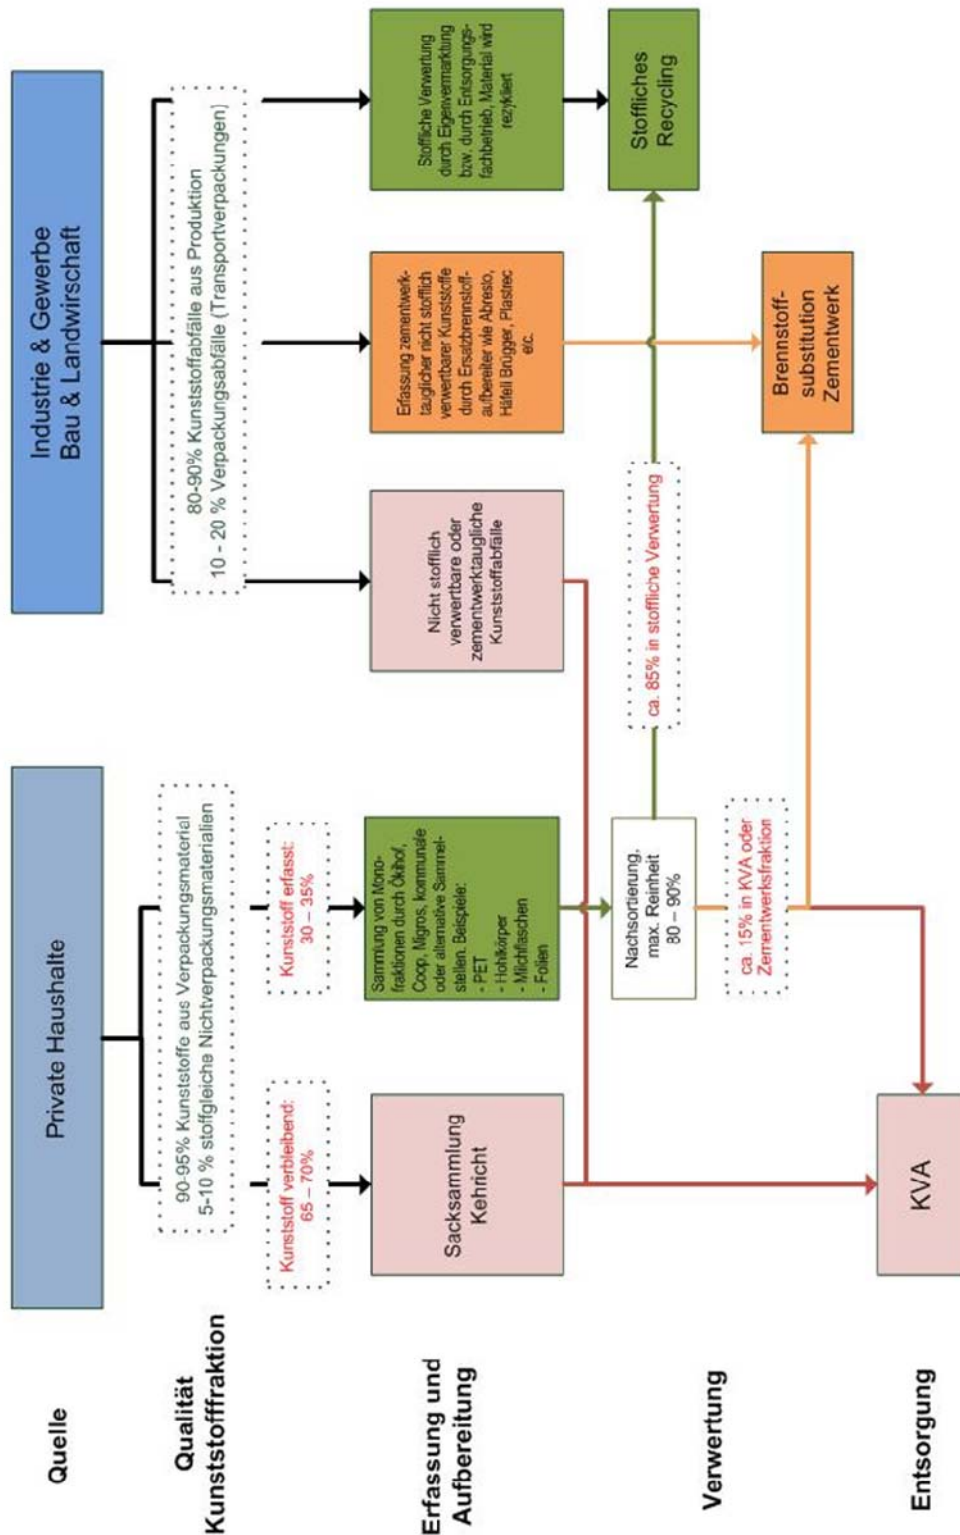 Quelle
Private Haushalte
Industrie & Gewerbe
Bau & Landwirschaft
Qualität
Kunststofffraktion
90-95% Kunststoffe aus Verpackungsmaterial
5-10 % stoffgleiche Nichtverpackungsmaterialien
80-90% Kunststoffabfälle aus Produktion
10 - 20 % Verpackungsabfälle (Transportverpackungen)
Kunststoff verbleibend:
65 – 70%
Kunststoff erfasst:
30 – 35%
Erfassung und
Aufbereitung
Sacksammlung
Kehricht
Sammlung von Mono-
fraktionen durch Ökihof,
Coop, Migros, kommunale
oder alternative Sammel-
stellen. Beispiele:
- PET
- Hohlkörper
- Milchflaschen
- Folien
Nicht stofflich
verwertbare oder
zementwerktaugliche
Kunststoffabfälle
Erfassung zementwerk-
tauglicher nicht stofflich
verwertbarer Kunststoffe
durch Ersatzbrennstoff-
aufbereiter wie Abresto,
Häfeli Brügger, Plastrec
etc.
Stoffliche Verwertung
durch Eigenvermarktung
bzw. durch Entsorgungs-
fachbetrieb, Material wird
rezykliert
Verwertung
Nachsortierung,
max. Reinheit
80 – 90%
ca. 85% in stoffliche Verwertung
Stoffliches
Recycling
ca. 15% in KVA oder
Zementwerksfraktion
Brennstoff-
substitution
Zementwerk
Entsorgung
KVA